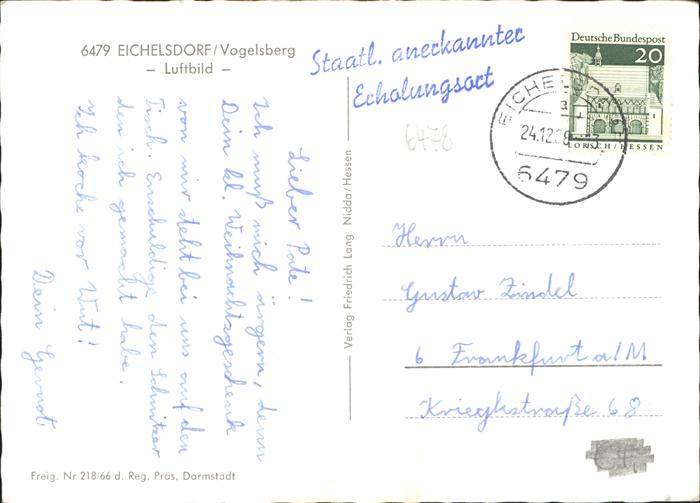 6479 EICHELSDORF/Vogelsberg
– Luftbild –
Staatl. anerkannter
Erholungsort
Deutsche Bundespost
20
LORSCH/HESSEN
24.12.
6479
6478
Lieber Pate!
Ich muß mich ärgern, denn
Dein kl. Weihnachtsgeschenk
von mir steht bei uns auf den
Tisch. Enschuldige den Schnitzer
den ich gemacht habe.
Ich koche vor Wut!
Dein Gernot
Verlag Friedrich Lang Nidda/Hessen
Herrn
Gustav Zindel
6 Frankfurt a/M
Kriegkstraße 68
Freig. Nr 218/66 d. Reg. Präs, Darmstadt